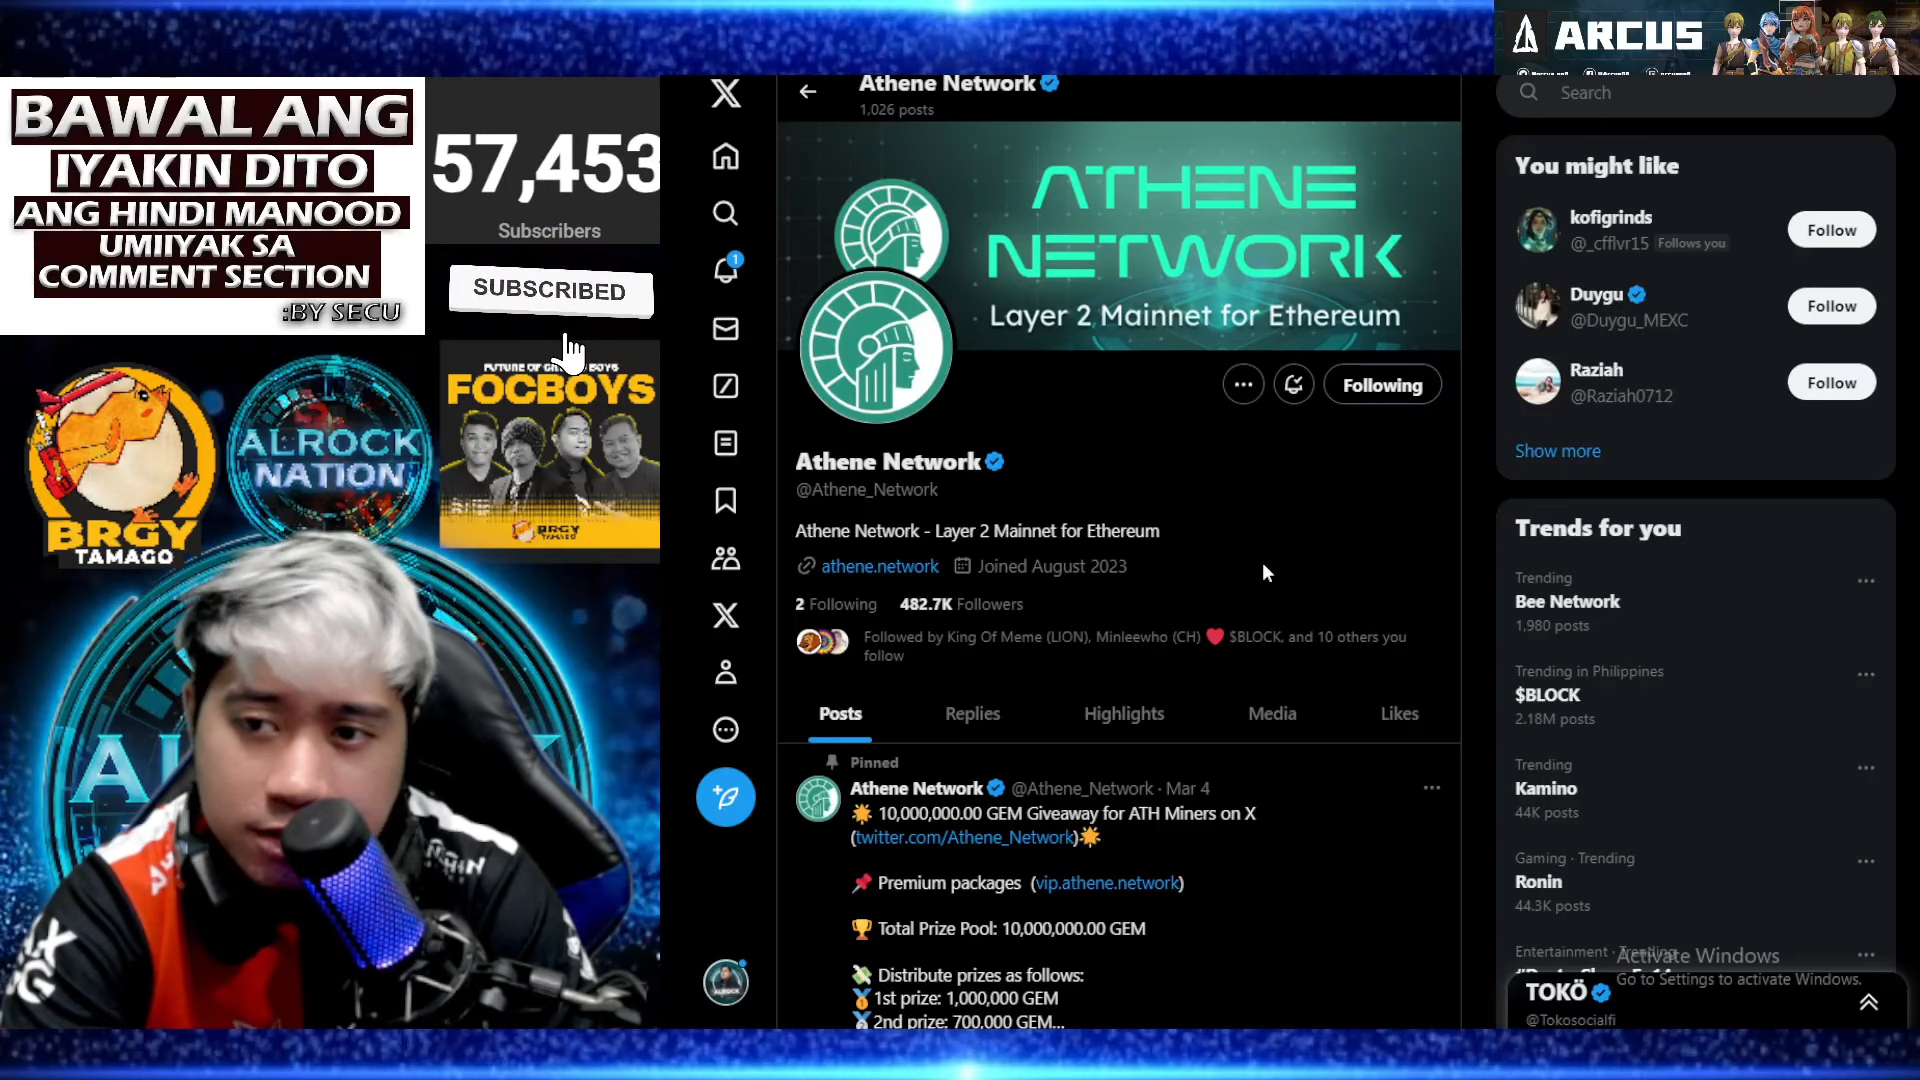 ARCUS
BAWAL ANG
IYAKIN DITO
ANG HINDI MANOOD
UMIIYAK SA
COMMENT SECTION
:BY SECU
57,453
Subscribers
SUBSCRIBED
BRGY
TAMAGO
ALROCK
NATION
FOCBOYS
BRGY
TAMAGO
1
Athene Network
1,026 posts
ATHENE
NETWORK
Layer 2 Mainnet for Ethereum
Following
Athene Network
@Athene_Network
Athene Network - Layer 2 Mainnet for Ethereum
athene.network Joined August 2023
2 Following 482.7K Followers
Followed by King Of Meme (LION), Minleewho (CH) ❤️ $BLOCK, and 10 others you
follow
Posts Replies Highlights Media Likes
Pinned
Athene Network @Athene_Network · Mar 4
🌟 10,000,000.00 GEM Giveaway for ATH Miners on X
(twitter.com/Athene_Network)🌟
📌 Premium packages (vip.athene.network)
🏆 Total Prize Pool: 10,000,000.00 GEM
💸 Distribute prizes as follows:
🥇1st prize: 1,000,000 GEM
🥈2nd prize: 700,000 GEM...
Search
You might like
kofigrinds
@_cfflvr15 Follows you
Follow
Duygu
@Duygu_MEXC
Follow
Raziah
@Raziah0712
Follow
Show more
Trends for you
Trending
Bee Network
1,980 posts
Trending in Philippines
$BLOCK
2.18M posts
Trending
Kamino
44K posts
Gaming · Trending
Ronin
44.3K posts
Entertainment · Trending
Activate Windows
Go to Settings to activate Windows.
TOKÖ
@Tokosocialfi